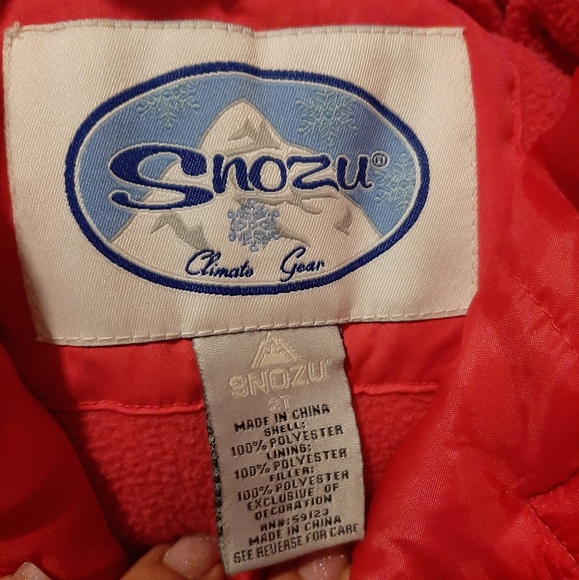 Snozu®
Climate Gear
SNOZU
MADE IN CHINA
SHELL:
100% POLYESTER
LINING:
100% POLYESTER
FILLER:
100% POLYESTER
EXCLUSIVE OF
DECORATION
RN#:59123
MADE IN CHINA
SEE REVERSE FOR CARE